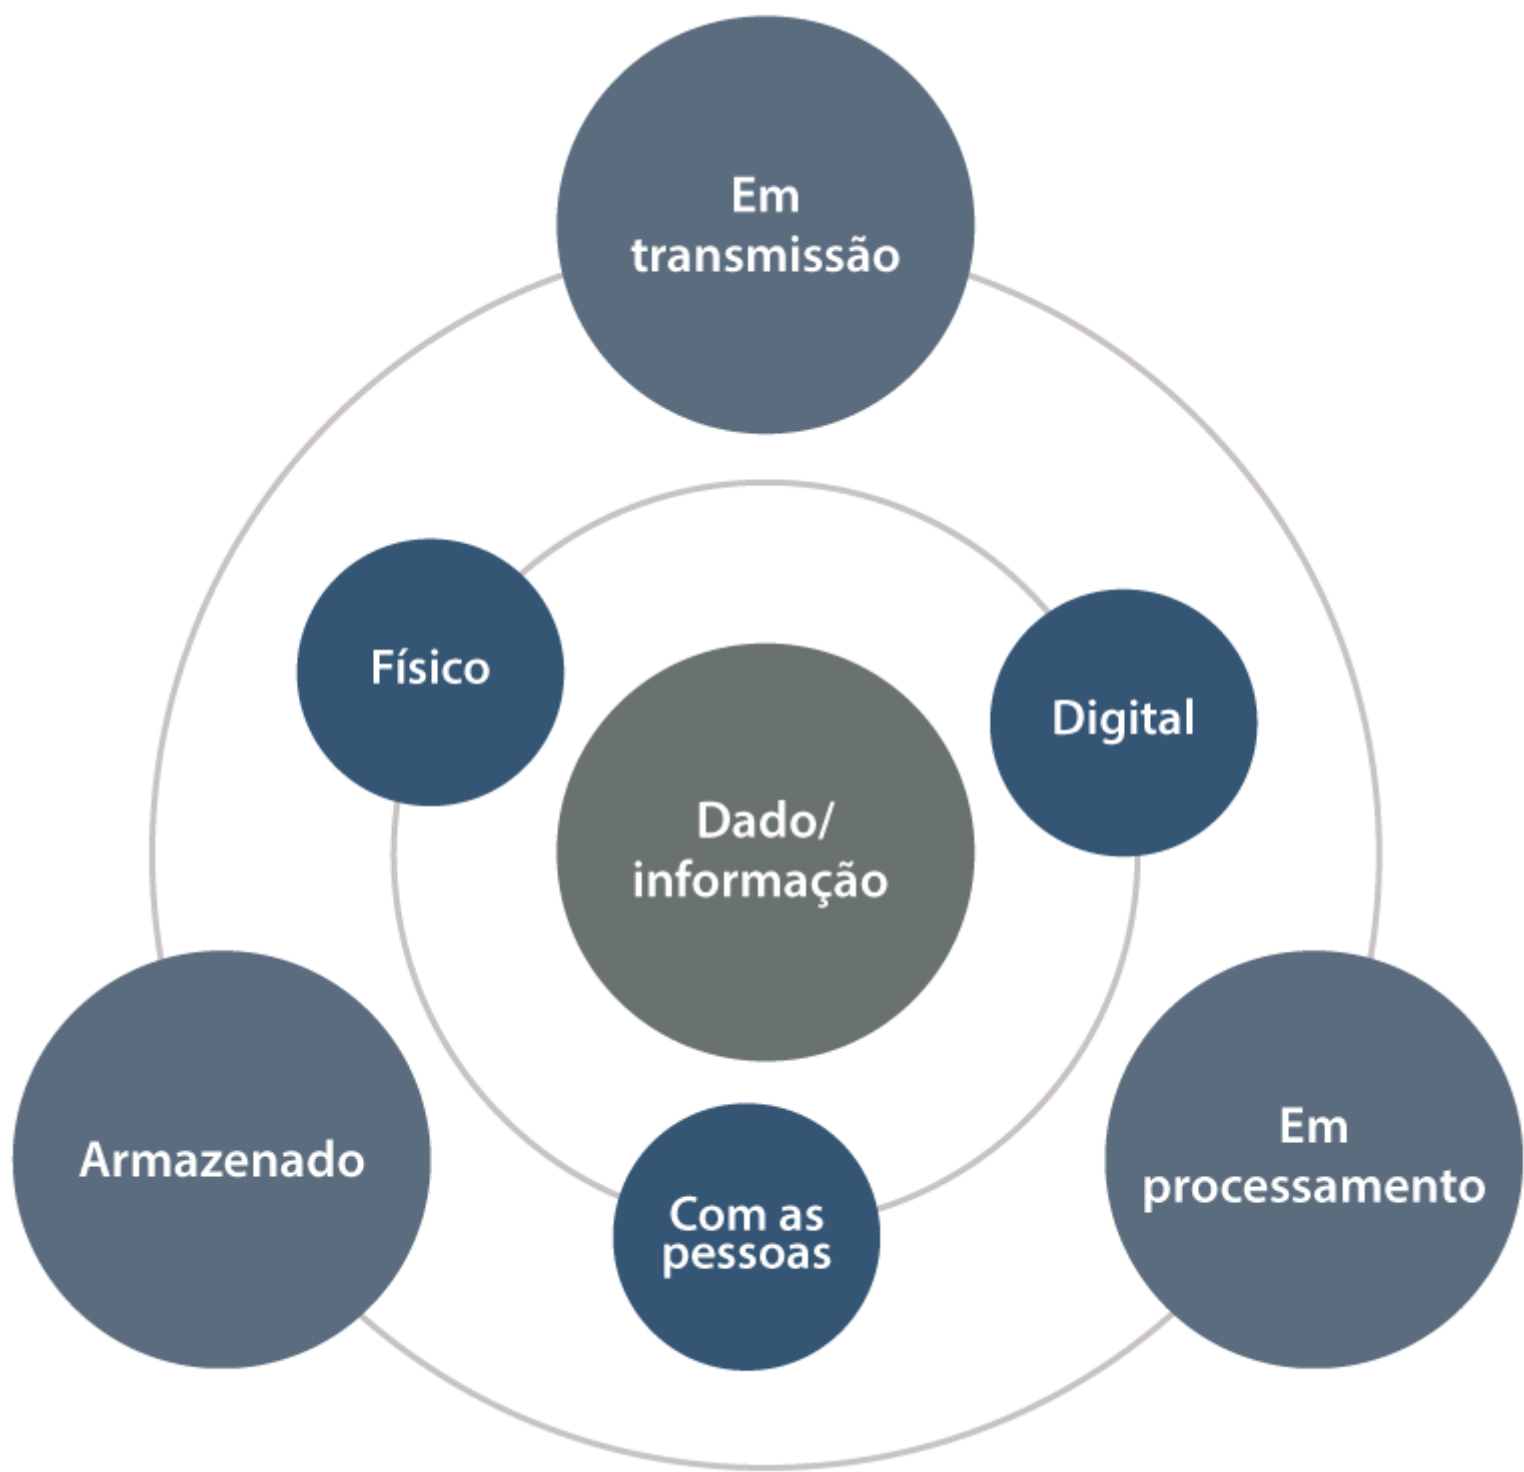 Em
transmissão
Físico
Digital
Dado/
informação
Armazenado
Em
processamento
Com as
pessoas